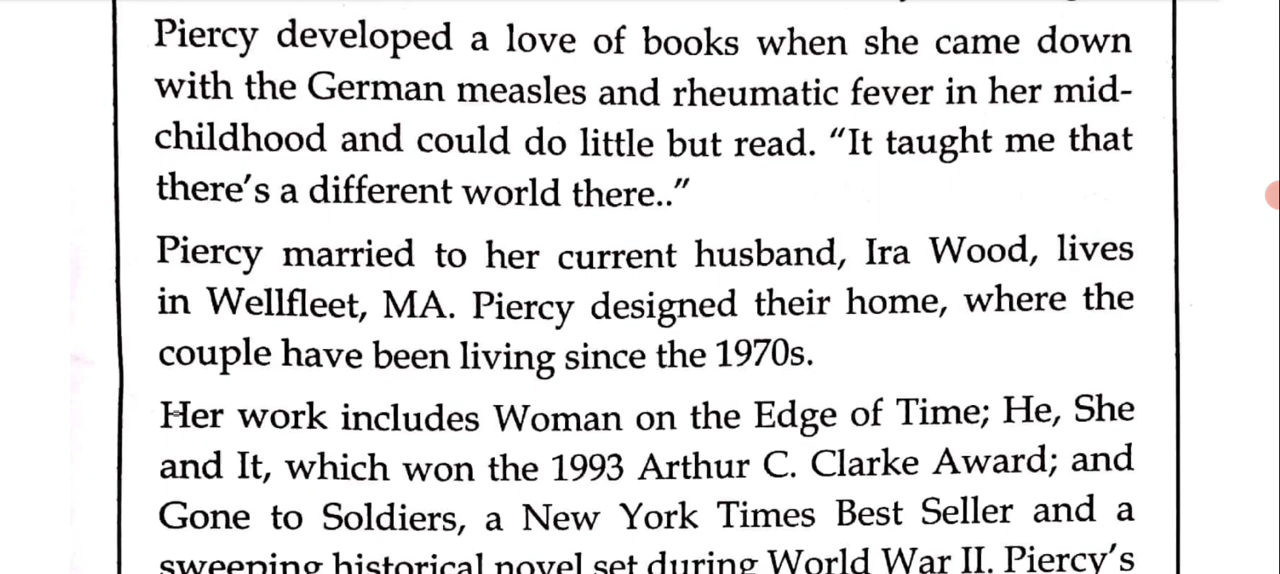 Piercy developed a love of books when she came down
with the German measles and rheumatic fever in her mid-
childhood and could do little but read. "It taught me that
there's a different world there.."
Piercy married to her current husband, Ira Wood, lives
in Wellfleet, MA. Piercy designed their home, where the
couple have been living since the 1970s.
Her work includes Woman on the Edge of Time; He, She
and It, which won the 1993 Arthur C. Clarke Award; and
Gone to Soldiers, a New York Times Best Seller and a
sweeping historical novel set during World War II. Piercy's